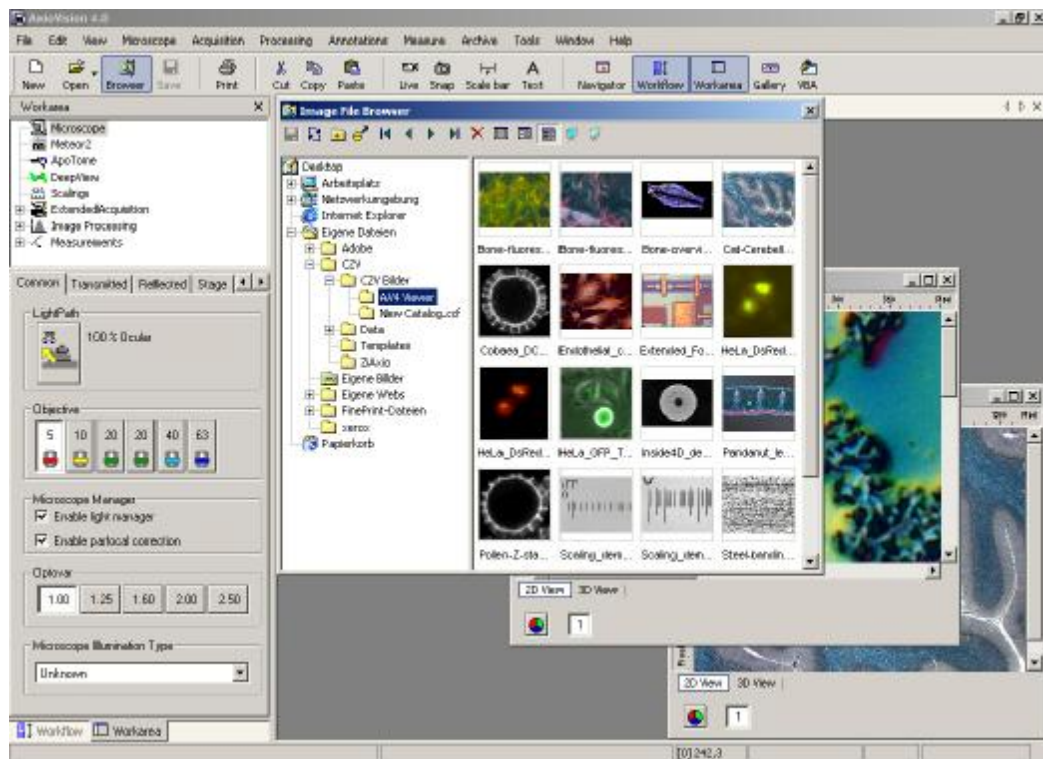 AxioVision 4.0
File Edit View Microscope Acquisition Processing Annotations Measure Archive Tools Window Help
New Open Browser Save Print Cut Copy Paste Live Snap Scale bar Text Navigator Workflow Workarea Gallery VBA
Workarea
Microscope
Meteor2
ApoTome
DeepView
Scalings
ExtendedAcquisition
Image Processing
Measurements
Common Transmitted Reflected Stage
LightPath
100 % Ocular
Objective
5 10 20 20 40 63
Microscope Manager
Enable light manager
Enable parfocal correction
Optovar
1.00 1.25 1.60 2.00 2.50
Microscope Illumination Type
Unknown
Workflow Workarea
Image File Browser
Desktop
Arbeitsplatz
Netzwerkumgebung
Internet Explorer
Eigene Dateien
Adobe
CZV
CZV Bilder
AV4 Viewer
New Catalog.cdf
Data
Templates
ZiAxio
Eigene Bilder
Eigene Webs
FinePrint-Dateien
xerox
Papierkorb
Bone-fluores... Bone-fluores... Bone-overvi... Cat-Cerebell...
Cobaea_DC... Endothelial_c... Extended_Fo... HeLa_DsRed...
HeLa_DsRed... HeLa_GFP_T... Inside4D_de... Pandanut_le...
Pollen-Z-sta... Scaling_dem... Scaling_dem... Steel-bandin...
2D View 3D View
1
2D View 3D View
1
[0] 242,3